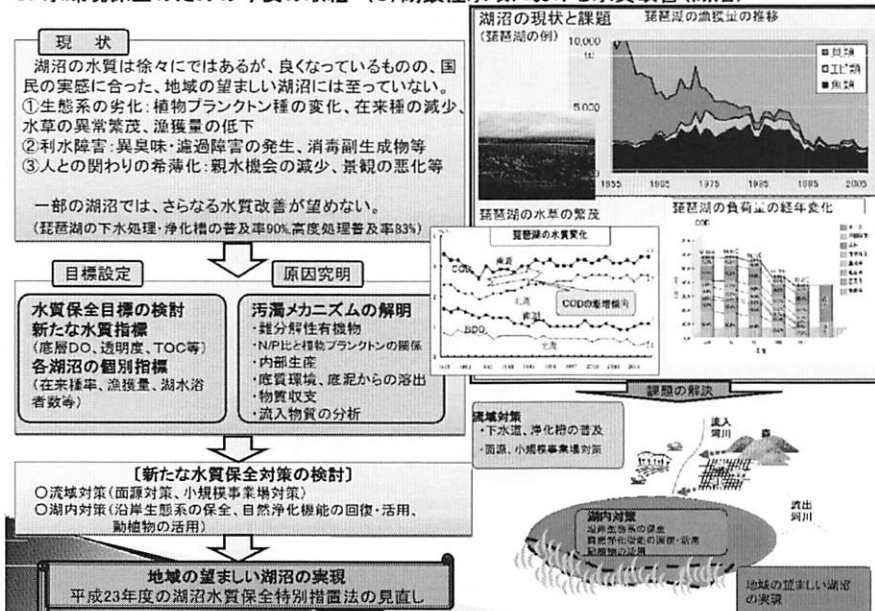 現　状
湖沼の水質は徐々にではあるが、良くなっているものの、国
民の実感に合った、地域の望ましい湖沼には至っていない。
①生態系の劣化：植物プランクトン種の変化、在来種の減少、
水草の異常繁茂、漁獲量の低下
②利水障害：異臭味・濾過障害の発生、消毒副生成物等
③人との関わりの希薄化：親水機会の減少、景観の悪化等
一部の湖沼では、さらなる水質改善が望めない。
(琵琶湖の下水処理・浄化槽の普及率90%,高度処理普及率83%)
目標設定
水質保全目標の検討
新たな水質指標
(底層DO、透明度、TOC等)
各湖沼の個別指標
(在来種率、漁獲量、湖水浴
者数等)
原因究明
汚濁メカニズムの解明
・難分解性有機物
・N/P比と植物プランクトンの関係
・内部生産
・底質環境、底泥からの溶出
・物質収支
・流入物質の分析
［新たな水質保全対策の検討］
○流域対策(面源対策、小規模事業場対策)
○湖内対策(沿岸生態系の保全、自然浄化機能の回復・活用、
動植物の活用)
地域の望ましい湖沼の実現
平成23年度の湖沼水質保全特別措置法の見直し
湖沼の現状と課題
(琵琶湖の例)
琵琶湖の漁獲量の推移
10,000
(t)
5,000
貝類
エビ類
魚類
1955 1965 1975 1985 1995 2005
琵琶湖の水草の繁茂
琵琶湖の水質変化
COD
南湖
北湖
CODの漸増傾向
BOD
南湖
北湖
琵琶湖の負荷量の経年変化
COD
課題の解決
流域対策
・下水道、浄化槽の普及
・面源、小規模事業場対策
流入
河川
森
流出
河川
湖内対策
沿岸生態系の保全
自然浄化機能の回復・活用
動植物の活用
地域の望ましい湖沼
の実現